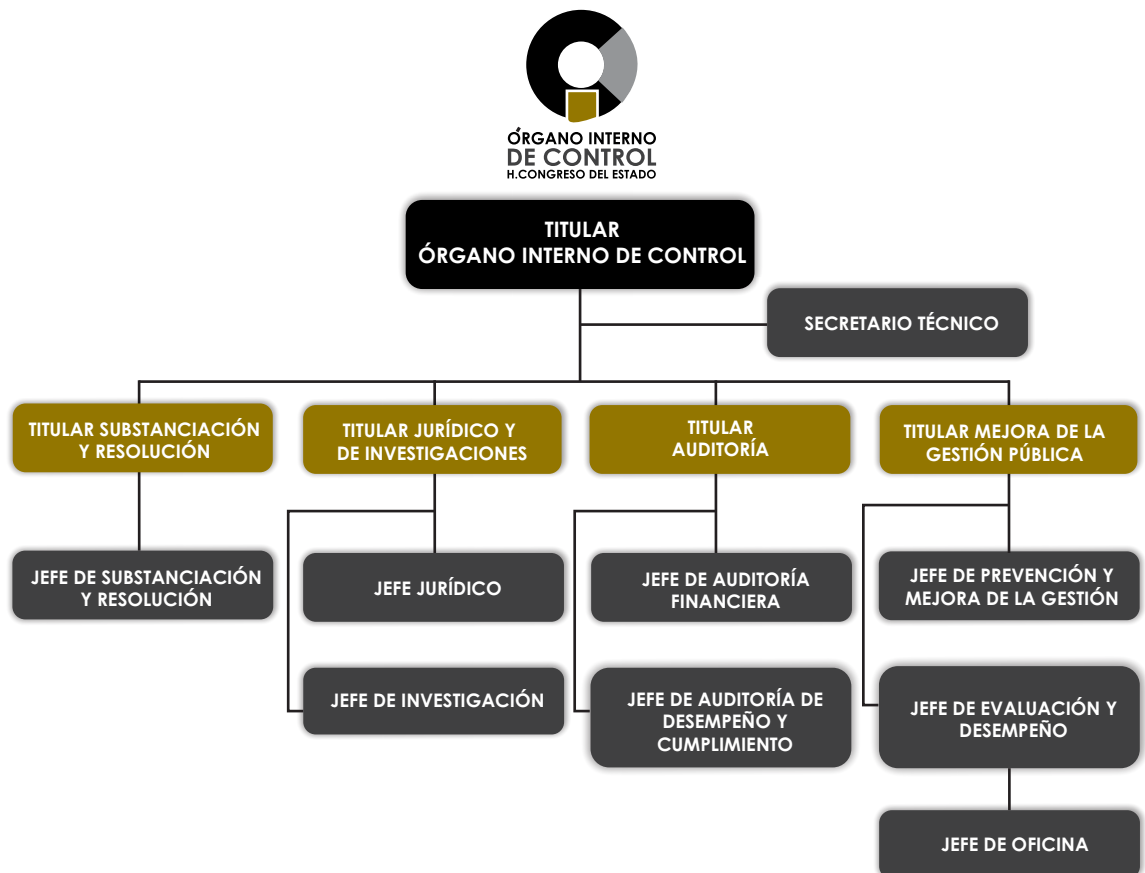 ÓRGANO INTERNO
DE CONTROL
H.CONGRESO DEL ESTADO
TITULAR
ÓRGANO INTERNO DE CONTROL
SECRETARIO TÉCNICO
TITULAR SUBSTANCIACIÓN
Y RESOLUCIÓN
TITULAR JURÍDICO Y
DE INVESTIGACIONES
TITULAR
AUDITORÍA
TITULAR MEJORA DE LA
GESTIÓN PÚBLICA
JEFE DE SUBSTANCIACIÓN
Y RESOLUCIÓN
JEFE JURÍDICO
JEFE DE AUDITORÍA
FINANCIERA
JEFE DE PREVENCIÓN Y
MEJORA DE LA GESTIÓN
JEFE DE INVESTIGACIÓN
JEFE DE AUDITORÍA DE
DESEMPEÑO Y
CUMPLIMIENTO
JEFE DE EVALUACIÓN Y
DESEMPEÑO
JEFE DE OFICINA